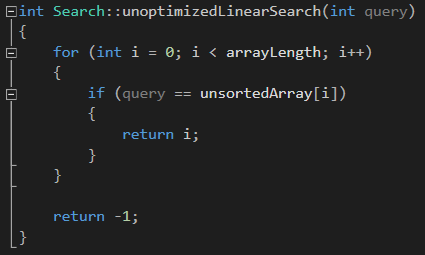 int Search::unoptimizedLinearSearch(int query)
{
    for (int i = 0; i < arrayLength; i++)
    {
        if (query == unsortedArray[i])
        {
            return i;
        }
    }

    return -1;
}